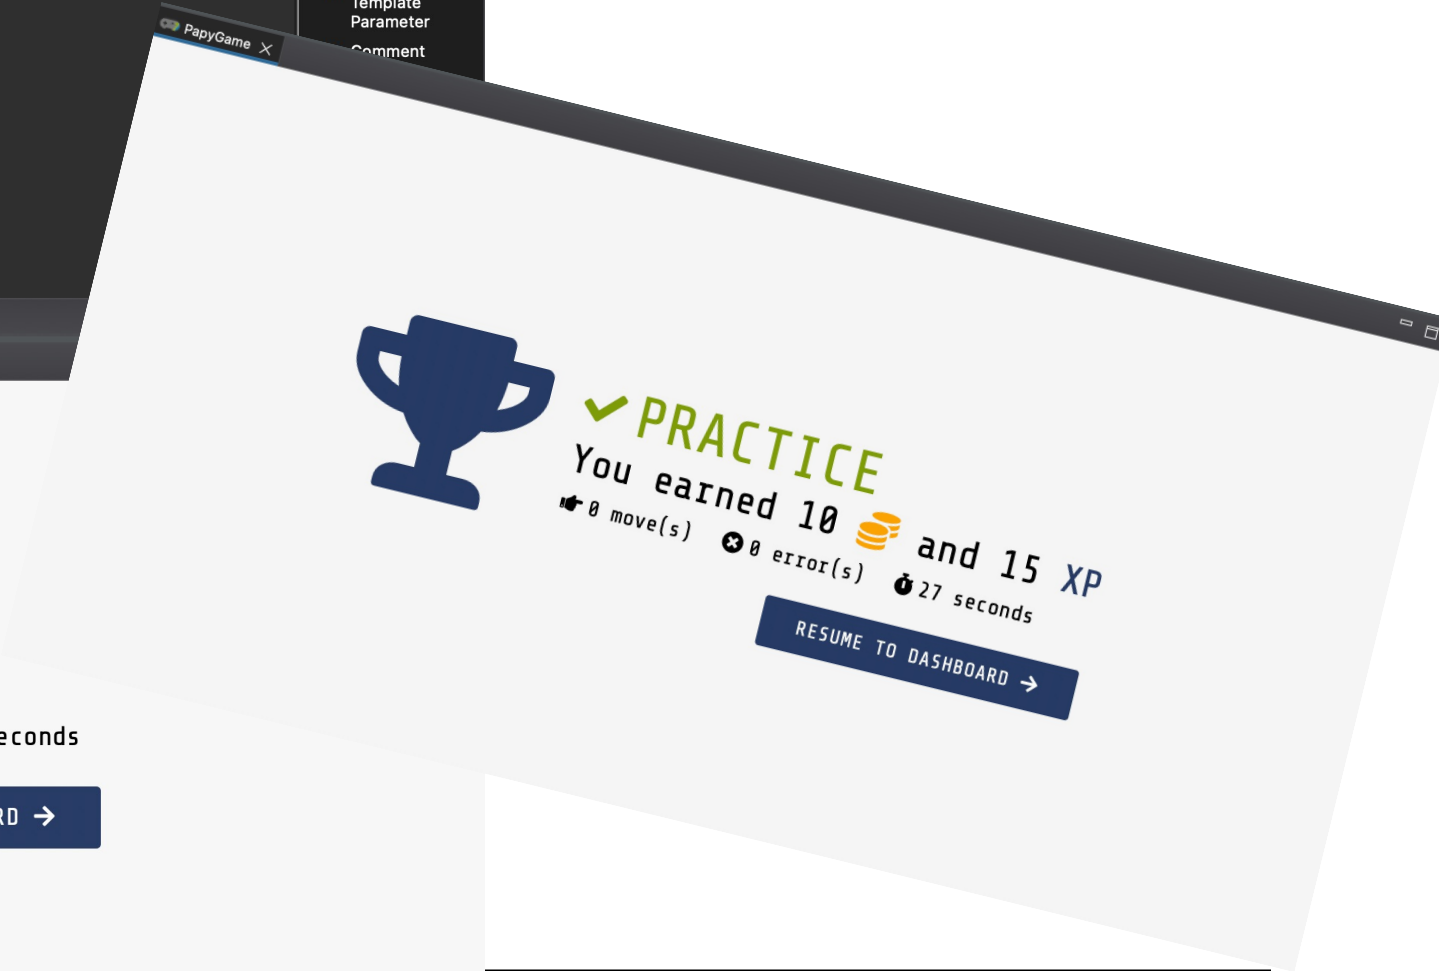 Template
Parameter
Comment
PapyGame
PRACTICE
You earned 10 and 15 XP
0 move(s) 0 error(s) 27 seconds
RESUME TO DASHBOARD →
econds
RD →